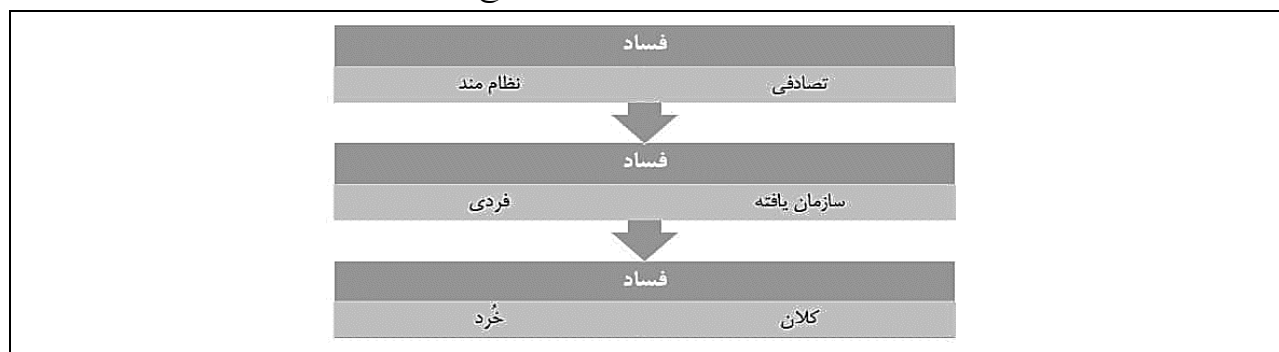 فساد
تصادفی نظام مند
فساد
سازمان یافته فردی
فساد
کلان خُرد